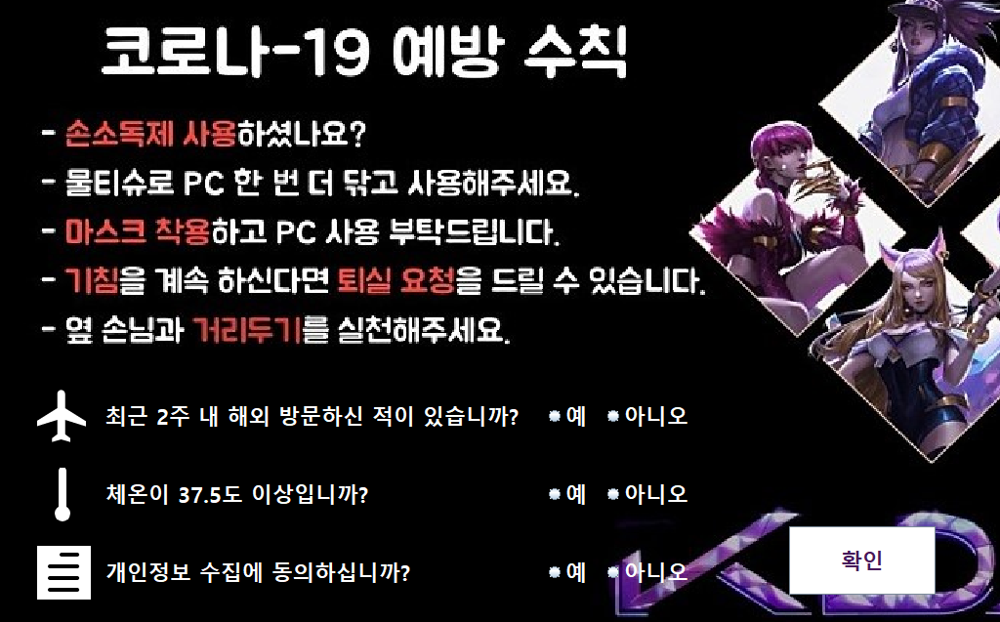 코로나-19 예방 수칙
- 손소독제 사용하셨나요?
- 물티슈로 PC 한 번 더 닦고 사용해주세요.
- 마스크 착용하고 PC 사용 부탁드립니다.
- 기침을 계속 하신다면 퇴실 요청을 드릴 수 있습니다.
- 옆 손님과 거리두기를 실천해주세요.
최근 2주 내 해외 방문하신 적이 있습니까? 예 아니오
체온이 37.5도 이상입니까? 예 아니오
개인정보 수집에 동의하십니까? 예 아니오
확인
K/DA